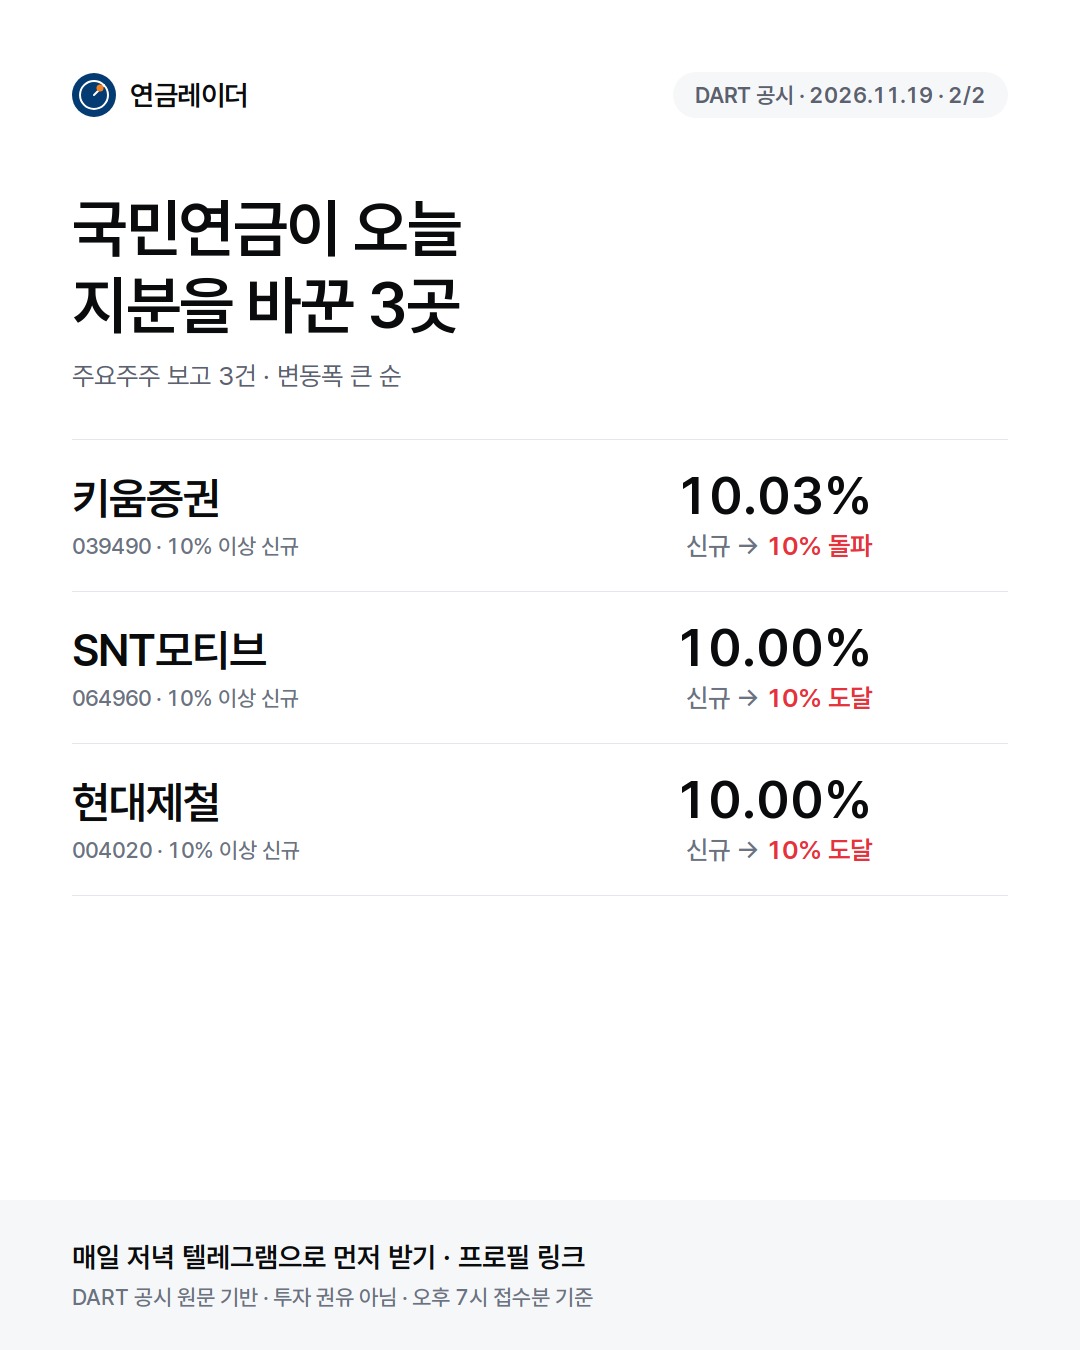 연금레이더
DART 공시 · 2026.11.19 · 2/2
국민연금이 오늘
지분을 바꾼 3곳
주요주주 보고 3건 · 변동폭 큰 순
키움증권
10.03%
039490 · 10% 이상 신규
신규 → 10% 돌파
SNT모티브
10.00%
064960 · 10% 이상 신규
신규 → 10% 도달
현대제철
10.00%
004020 · 10% 이상 신규
신규 → 10% 도달
매일 저녁 텔레그램으로 먼저 받기 · 프로필 링크
DART 공시 원문 기반 · 투자 권유 아님 · 오후 7시 접수분 기준